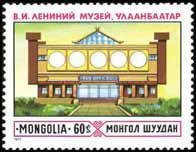 В.И. ЛЕНИНИЙ МУЗЕЙ, УЛААНБААТАР
MONGOLIA 60$ МОНГОЛ ШУУДАН